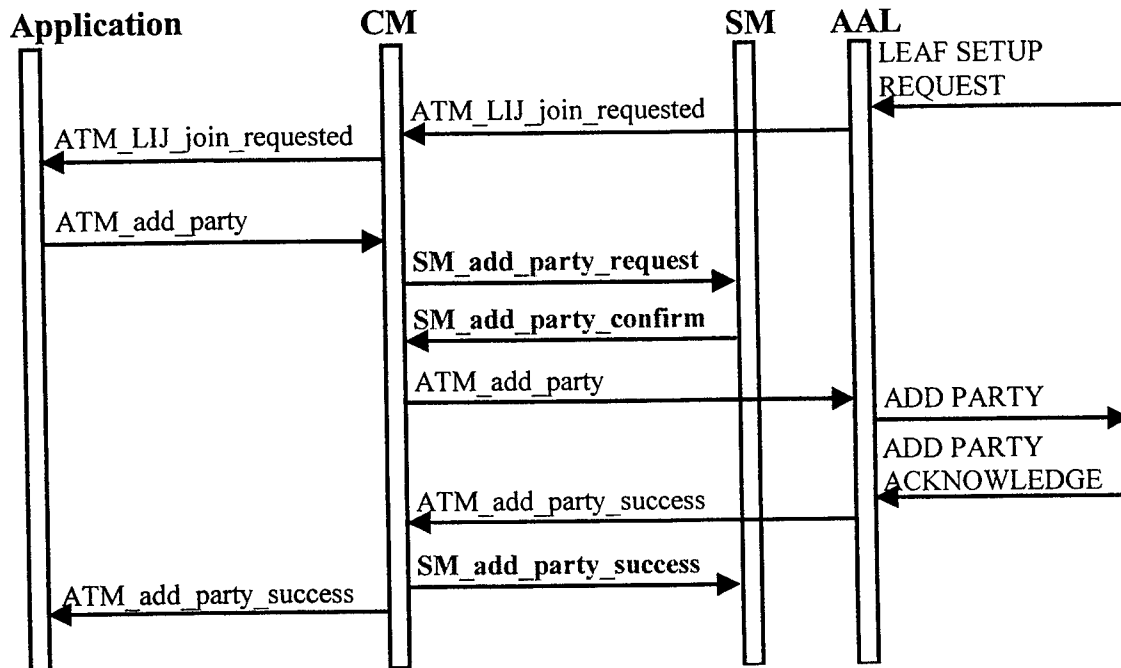 Application
CM
SM
AAL
LEAF SETUP
REQUEST
ATM_LIJ_join_requested
ATM_LIJ_join_requested
ATM_add_party
SM_add_party_request
SM_add_party_confirm
ATM_add_party
ADD PARTY
ADD PARTY
ACKNOWLEDGE
ATM_add_party_success
SM_add_party_success
ATM_add_party_success